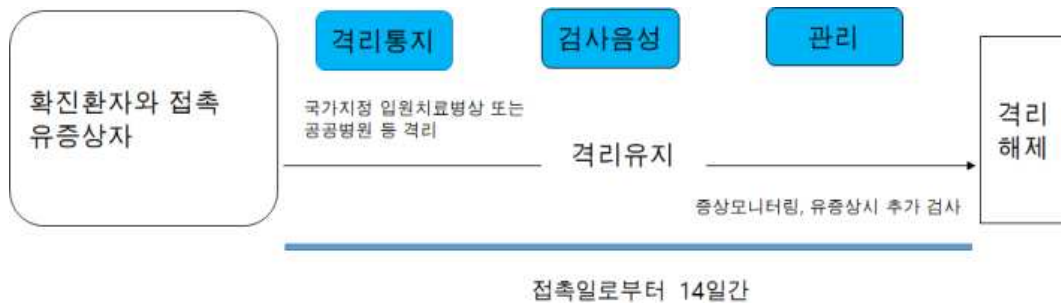 확진환자와 접촉
유증상자
격리통지
검사음성
관리
국가지정 입원치료병상 또는
공공병원 등 격리
격리유지
증상모니터링, 유증상시 추가 검사
격리
해제
접촉일로부터 14일간